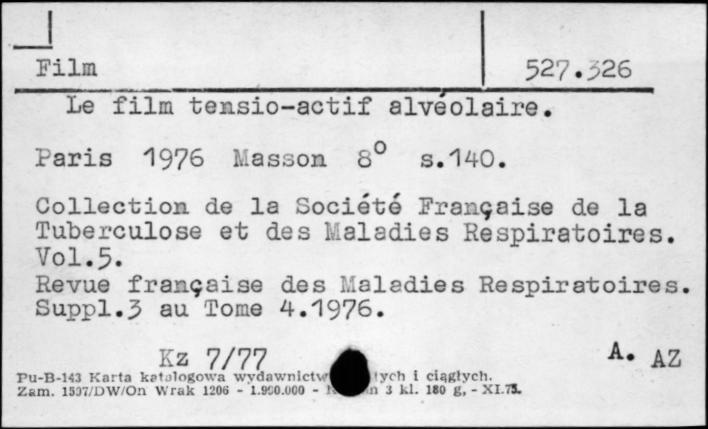 Film 527.326
Le film tensio-actif alvéolaire.
Paris 1976 Masson 8° s.140.
Collection de la Société Française de la
Tuberculose et des Maladies Respiratoires.
Vol.5.
Revue française des Maladies Respiratoires.
Suppl.3 au Tome 4.1976.
Kz 7/77 A. AZ
Pu-B-143 Karta katalogowa wydawnictw i ciągłych.
Zam. 1507/DW/On Wrak 1206 - 1.990.000 - 3 kl. 180 g, - XI.75.